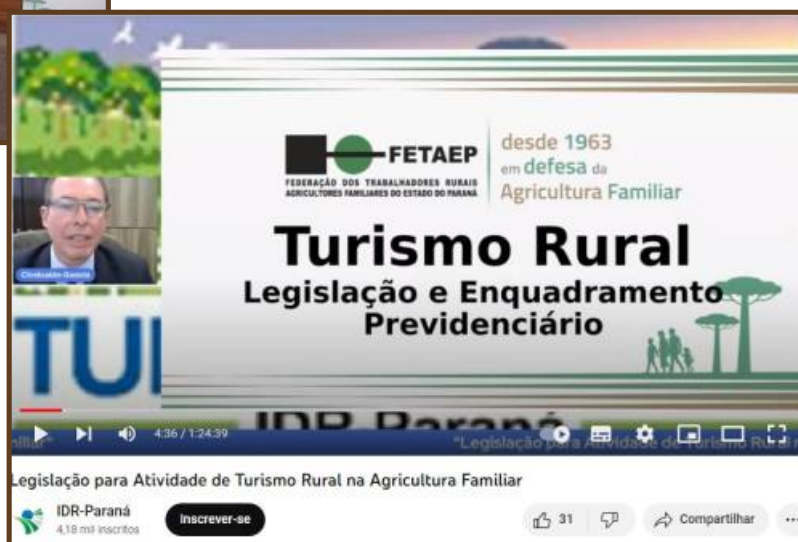 FETAEP
FEDERAÇÃO DOS TRABALHADORES RURAIS
AGRICULTORES FAMILIARES DO ESTADO DO PARANÁ
desde 1963
em defesa da
Agricultura Familiar
Turismo Rural
Legislação e Enquadramento
Previdenciário
TU
IDR-Paraná
4:36 / 1:24:39
"Legislação para Atividade de Turismo Rural n
Legislação para Atividade de Turismo Rural na Agricultura Familiar
IDR-Paraná
4,18 mil inscritos
Inscrever-se
31
Compartilhar